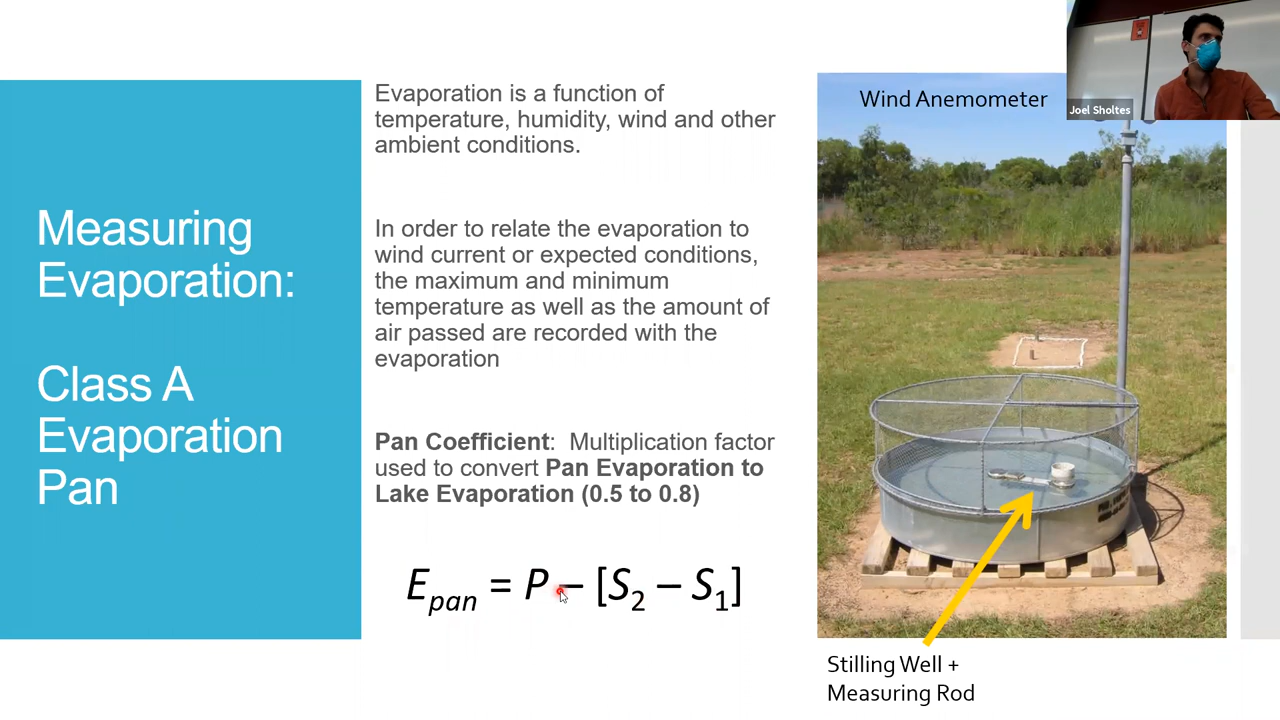 Measuring
Evaporation:
Class A
Evaporation
Pan
Evaporation is a function of
temperature, humidity, wind and other
ambient conditions.
In order to relate the evaporation to
wind current or expected conditions,
the maximum and minimum
temperature as well as the amount of
air passed are recorded with the
evaporation
Pan Coefficient: Multiplication factor
used to convert Pan Evaporation to
Lake Evaporation (0.5 to 0.8)
E_pan = P – [S₂ – S₁]
Wind Anemometer
Joel Sholtes
Stilling Well +
Measuring Rod